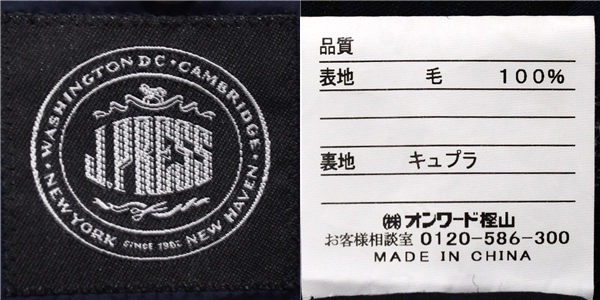 WASHINGTON DC • CAMBRIDGE • NEW HAVEN
NEW YORK
SINCE 1902
J.PRESS
品質
表地 毛 100%
裏地 キュプラ
㈱オンワード樫山
お客様相談室 0120-586-300
MADE IN CHINA